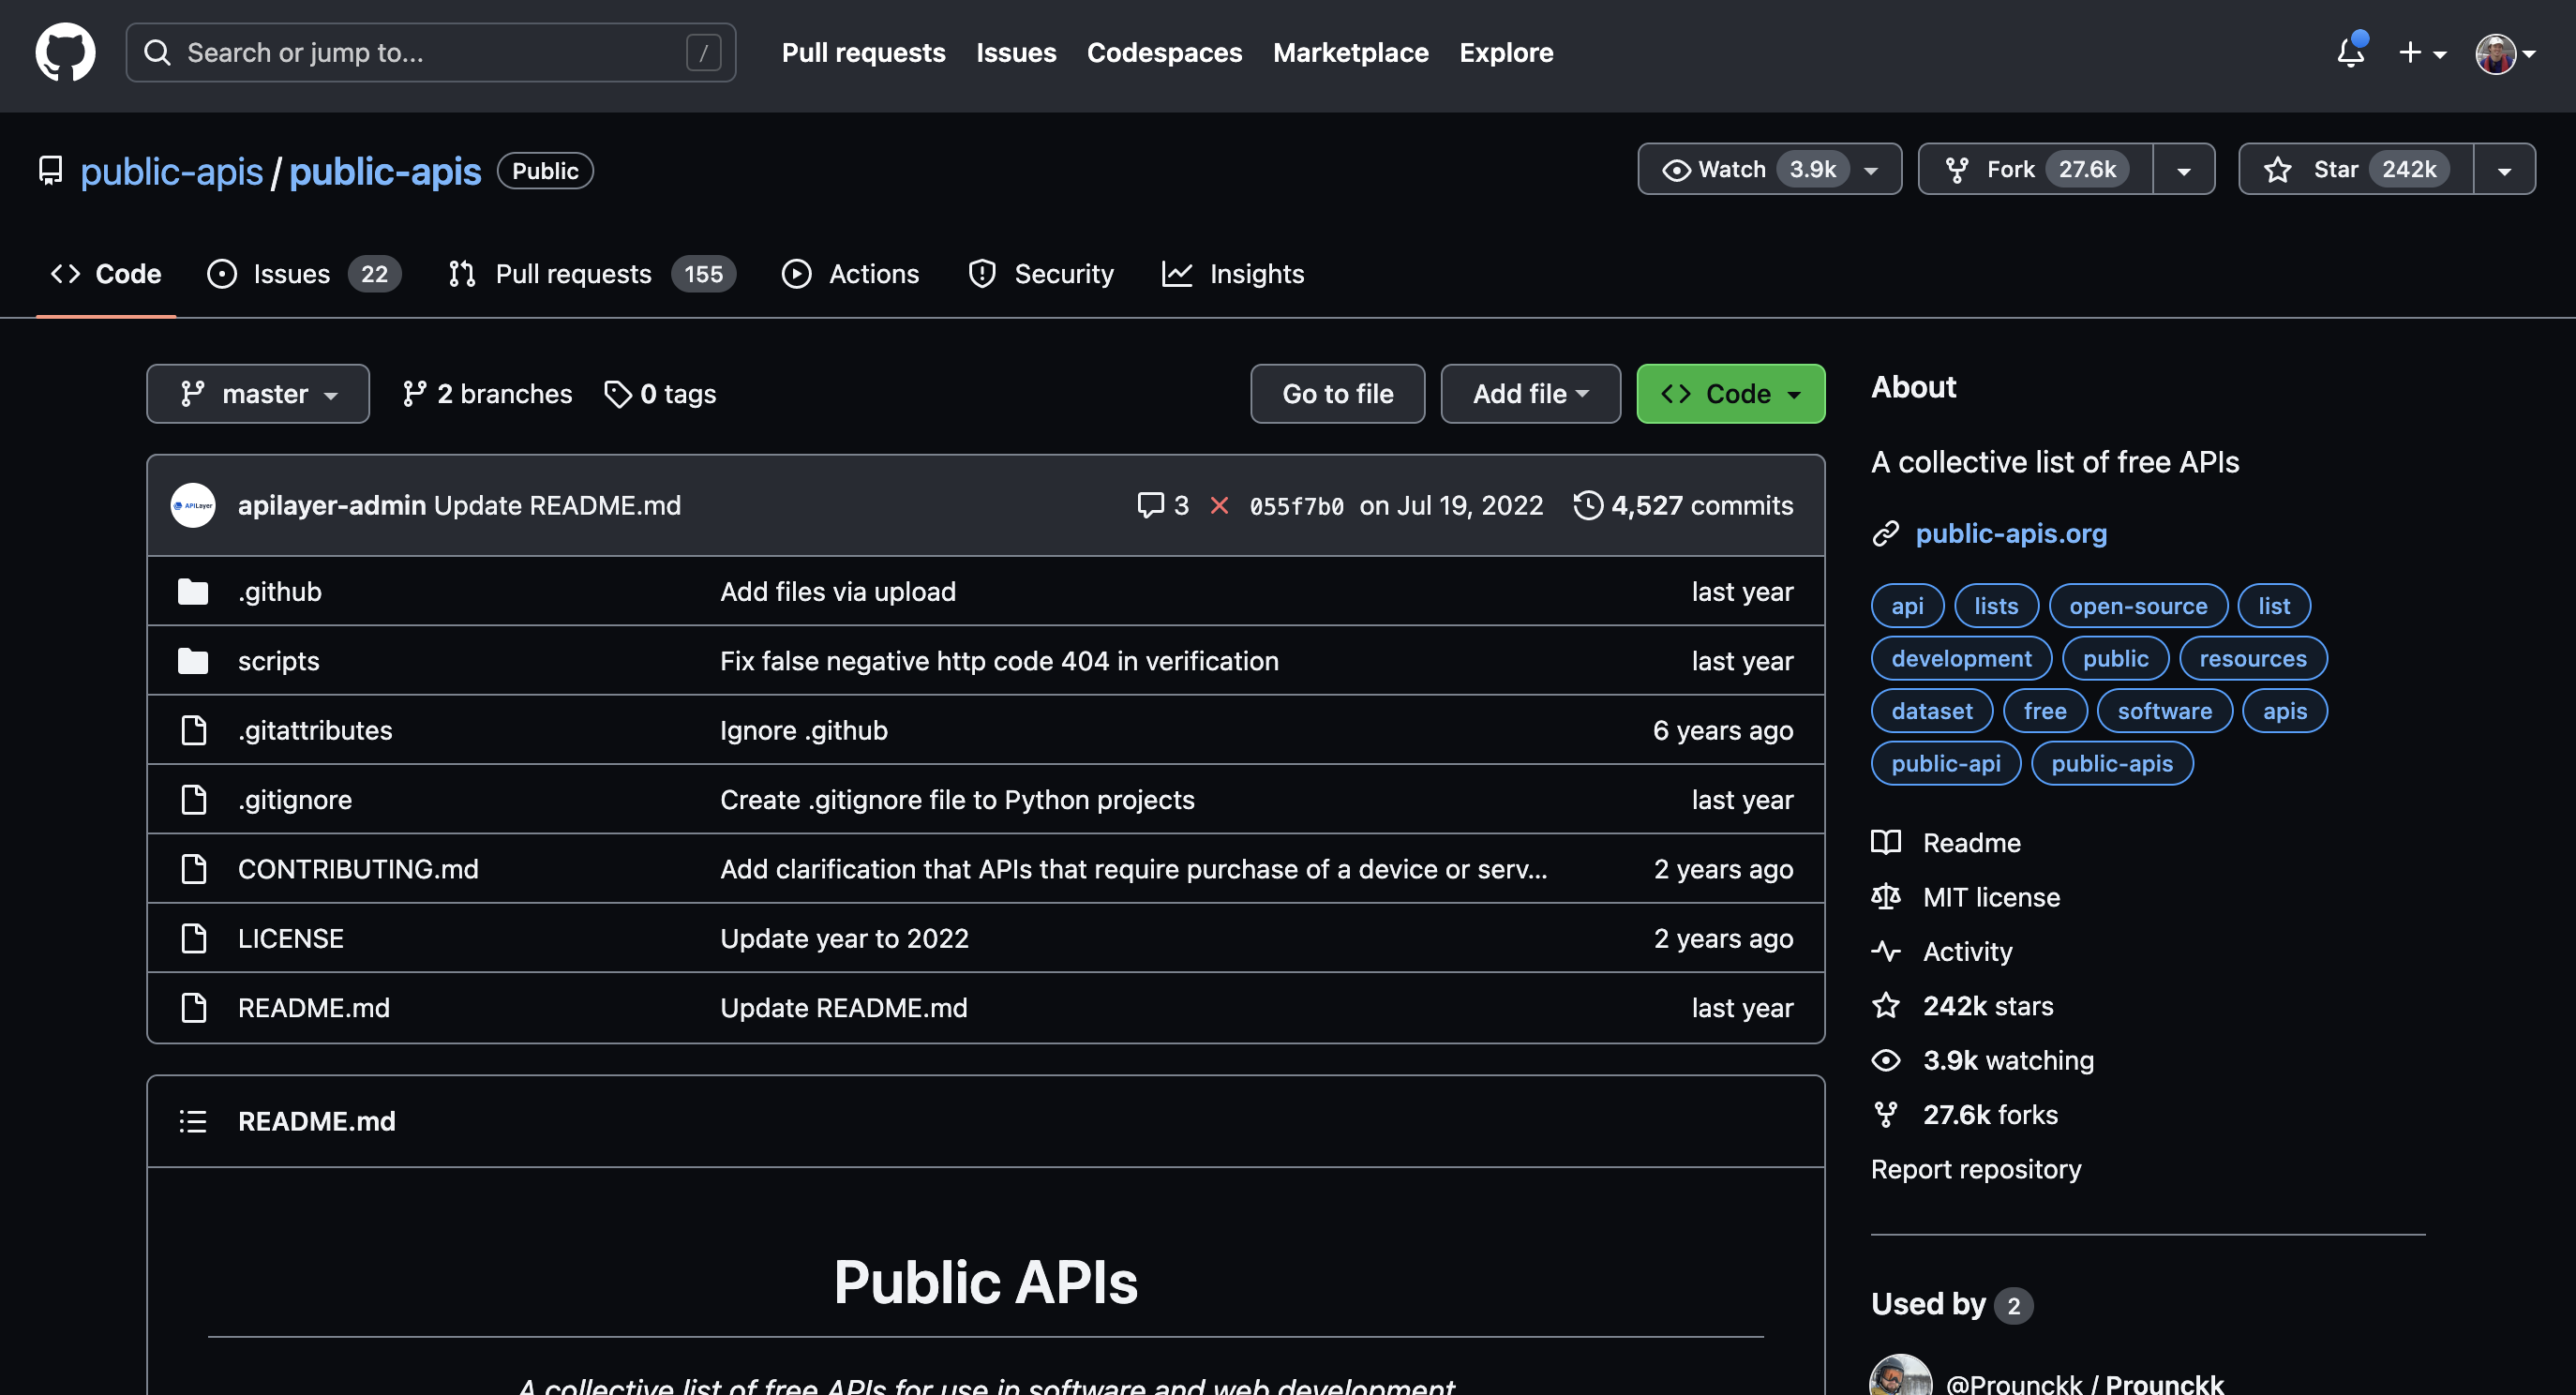 Search or jump to... /
Pull requests Issues Codespaces Marketplace Explore
public-apis / public-apis Public
Watch 3.9k Fork 27.6k Star 242k
Code Issues 22 Pull requests 155 Actions Security Insights
master 2 branches 0 tags Go to file Add file Code
apilayer-admin Update README.md 3 055f7b0 on Jul 19, 2022 4,527 commits
.github Add files via upload last year
scripts Fix false negative http code 404 in verification last year
.gitattributes Ignore .github 6 years ago
.gitignore Create .gitignore file to Python projects last year
CONTRIBUTING.md Add clarification that APIs that require purchase of a device or serv... 2 years ago
LICENSE Update year to 2022 2 years ago
README.md Update README.md last year
README.md
Public APIs
A collective list of free APIs for use in software and web development
About
A collective list of free APIs
public-apis.org
api lists open-source list
development public resources
dataset free software apis
public-api public-apis
Readme
MIT license
Activity
242k stars
3.9k watching
27.6k forks
Report repository
Used by 2
@Prounckk / Prounckk